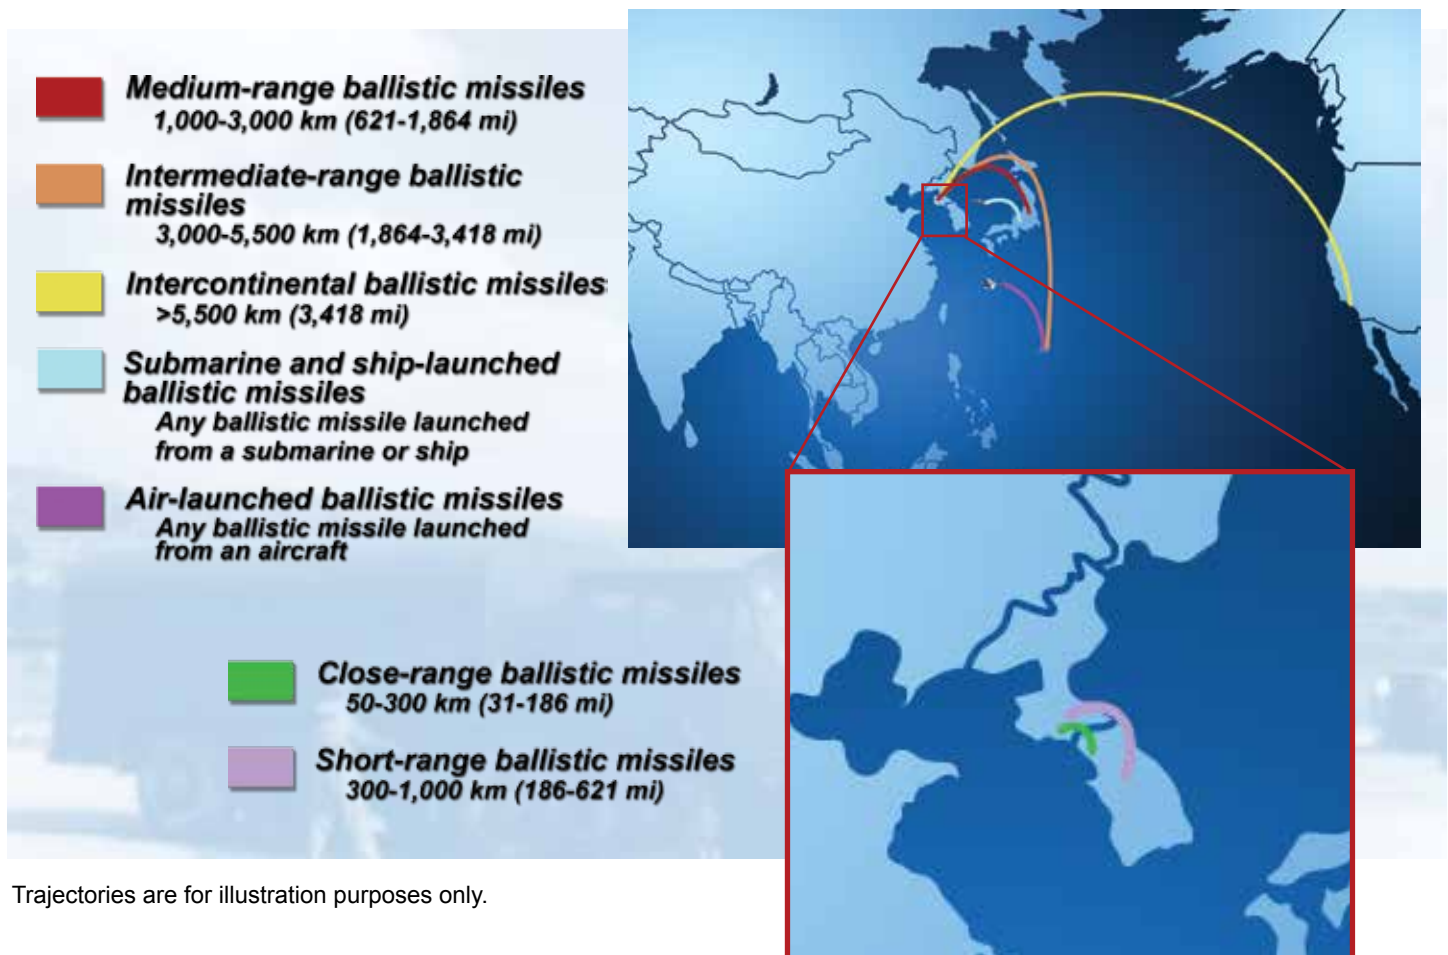 Medium-range ballistic missiles
1,000-3,000 km (621-1,864 mi)
Intermediate-range ballistic
missiles
3,000-5,500 km (1,864-3,418 mi)
Intercontinental ballistic missiles
>5,500 km (3,418 mi)
Submarine and ship-launched
ballistic missiles
Any ballistic missile launched
from a submarine or ship
Air-launched ballistic missiles
Any ballistic missile launched
from an aircraft
Close-range ballistic missiles
50-300 km (31-186 mi)
Short-range ballistic missiles
300-1,000 km (186-621 mi)
Trajectories are for illustration purposes only.